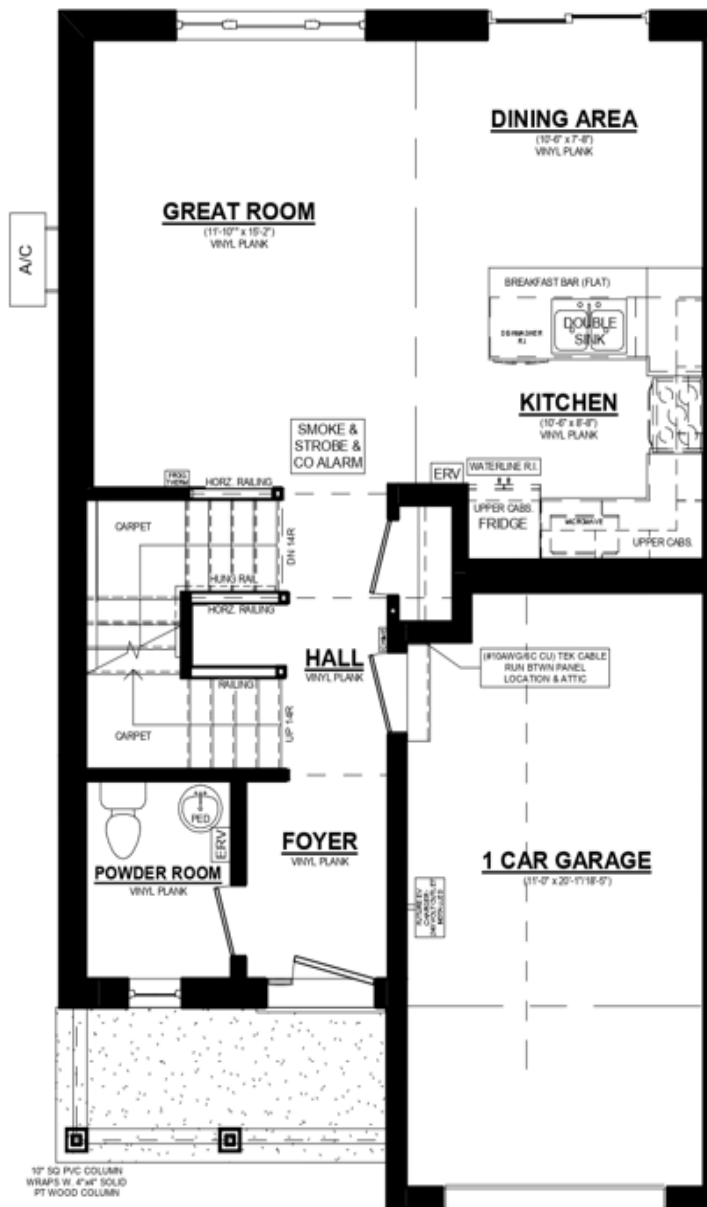 DINING AREA
(10'-6" x 7'-8")
VINYL PLANK
GREAT ROOM
(11'-10"" x 15'-2")
VINYL PLANK
A/C
BREAKFAST BAR (FLAT)
DISHWASHER
R.I.
DOUBLE
SINK
KITCHEN
(10'-6" x 8'-8")
VINYL PLANK
SMOKE &
STROBE &
CO ALARM
ERV
WATERLINE R.I.
UPPER CABS.
FRIDGE
MICROWAVE
UPPER CABS.
HORZ. RAILING
CARPET
DN 14R
HUNG RAIL
HORZ. RAILING
HALL
VINYL PLANK
(#10AWG/6C CU) TEK CABLE
RUN BTWN PANEL
LOCATION & ATTIC
RAILING
UP 14R
CARPET
PED
ERV
POWDER ROOM
VINYL PLANK
FOYER
VINYL PLANK
1 CAR GARAGE
(11'-0" x 20'-1"/18'-5")
FUTURE EV
CHARGER
10" SQ PVC COLUMN
WRAPS W. 4"x4" SOLID
PT WOOD COLUMN